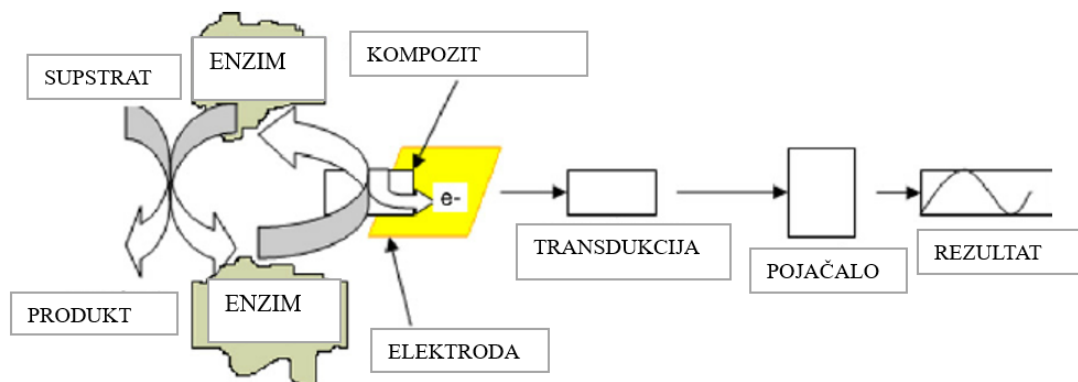 ENZIM
KOMPOZIT
SUPSTRAT
e-
TRANSDUKCIJA
POJAČALO
REZULTAT
PRODUKT
ENZIM
ELEKTRODA